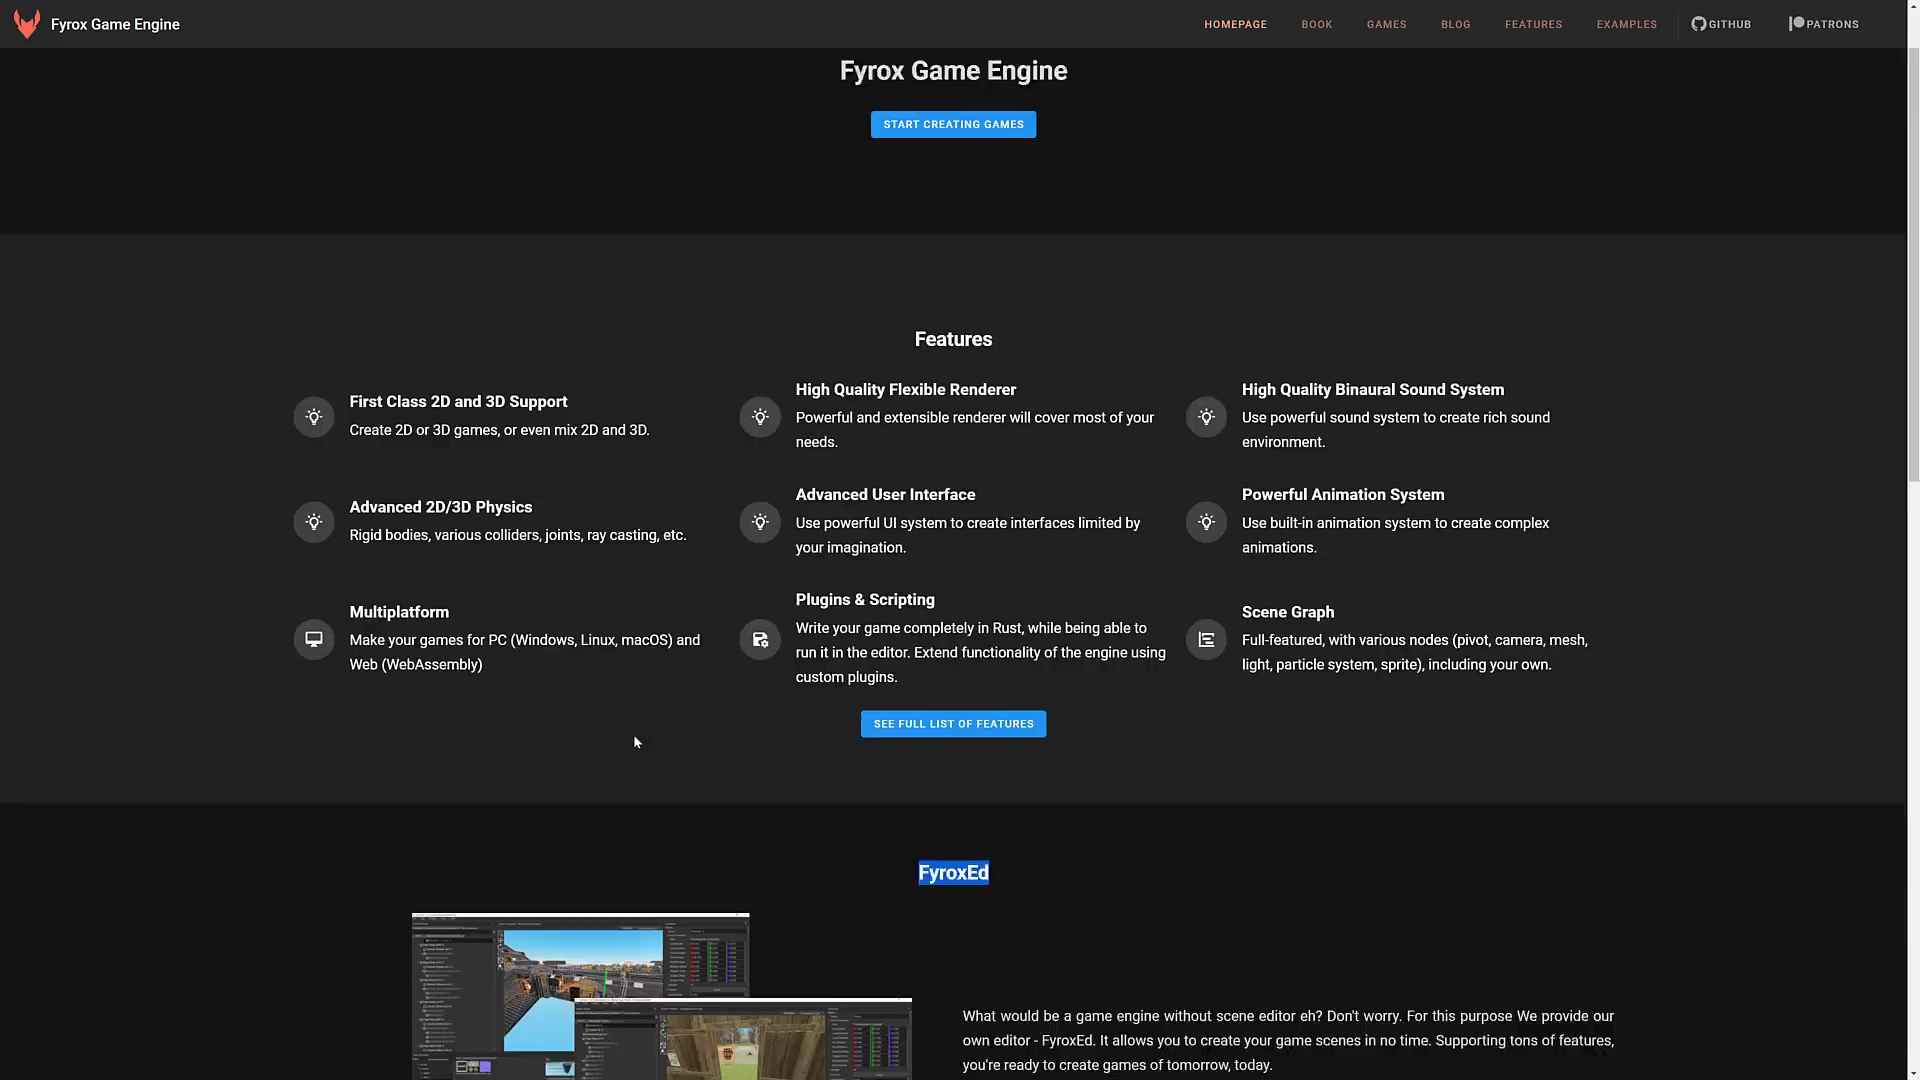 Fyrox Game Engine
HOMEPAGE BOOK GAMES BLOG FEATURES EXAMPLES GITHUB PATRONS
Fyrox Game Engine
START CREATING GAMES
Features
First Class 2D and 3D Support
Create 2D or 3D games, or even mix 2D and 3D.
High Quality Flexible Renderer
Powerful and extensible renderer will cover most of your
needs.
High Quality Binaural Sound System
Use powerful sound system to create rich sound
environment.
Advanced 2D/3D Physics
Rigid bodies, various colliders, joints, ray casting, etc.
Advanced User Interface
Use powerful UI system to create interfaces limited by
your imagination.
Powerful Animation System
Use built-in animation system to create complex
animations.
Multiplatform
Make your games for PC (Windows, Linux, macOS) and
Web (WebAssembly)
Plugins & Scripting
Write your game completely in Rust, while being able to
run it in the editor. Extend functionality of the engine using
custom plugins.
Scene Graph
Full-featured, with various nodes (pivot, camera, mesh,
light, particle system, sprite), including your own.
SEE FULL LIST OF FEATURES
FyroxEd
What would be a game engine without scene editor eh? Don't worry. For this purpose We provide our
own editor - FyroxEd. It allows you to create your game scenes in no time. Supporting tons of features,
you're ready to create games of tomorrow, today.